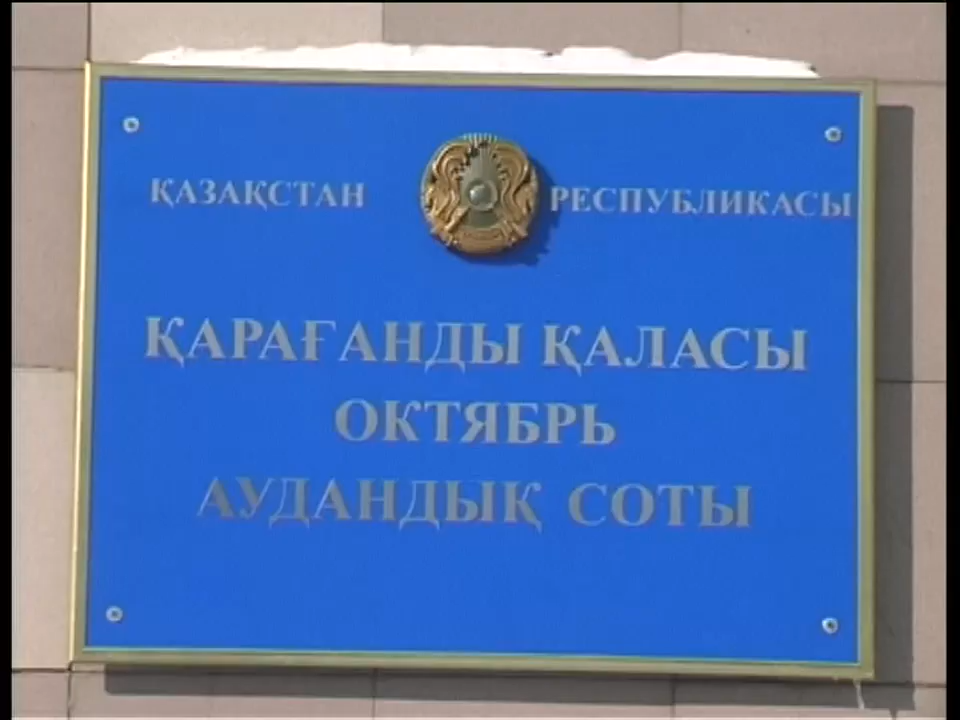 ҚАЗАҚСТАН РЕСПУБЛИКАСЫ
ҚАРАҒАНДЫ ҚАЛАСЫ
ОКТЯБРЬ
АУДАНДЫҚ СОТЫ